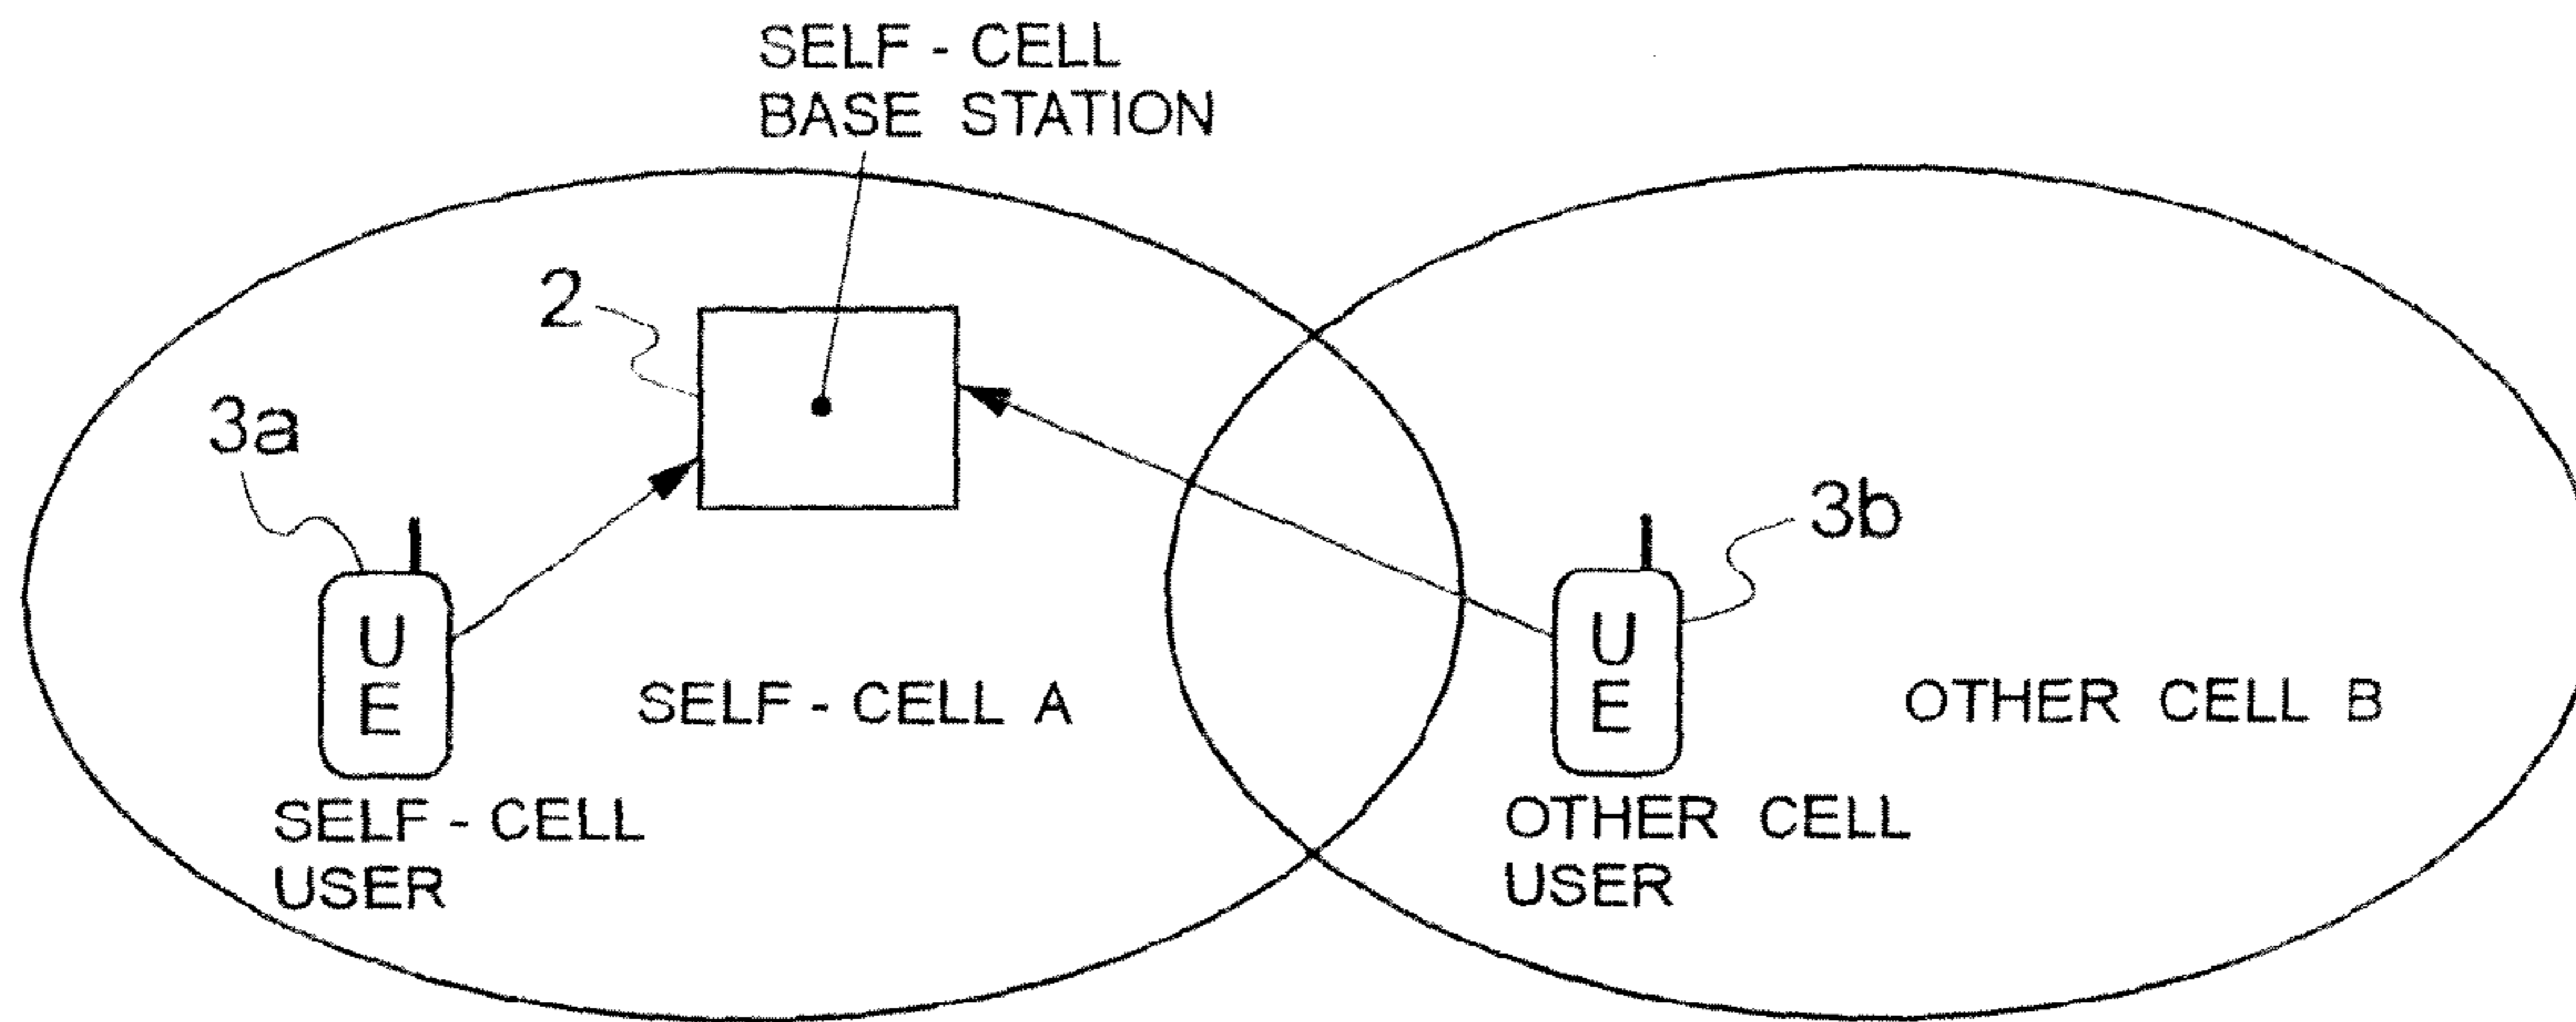 SELF - CELL
BASE STATION
2
3a
3b
U
E
U
E
SELF - CELL A
OTHER CELL B
SELF - CELL
USER
OTHER CELL
USER